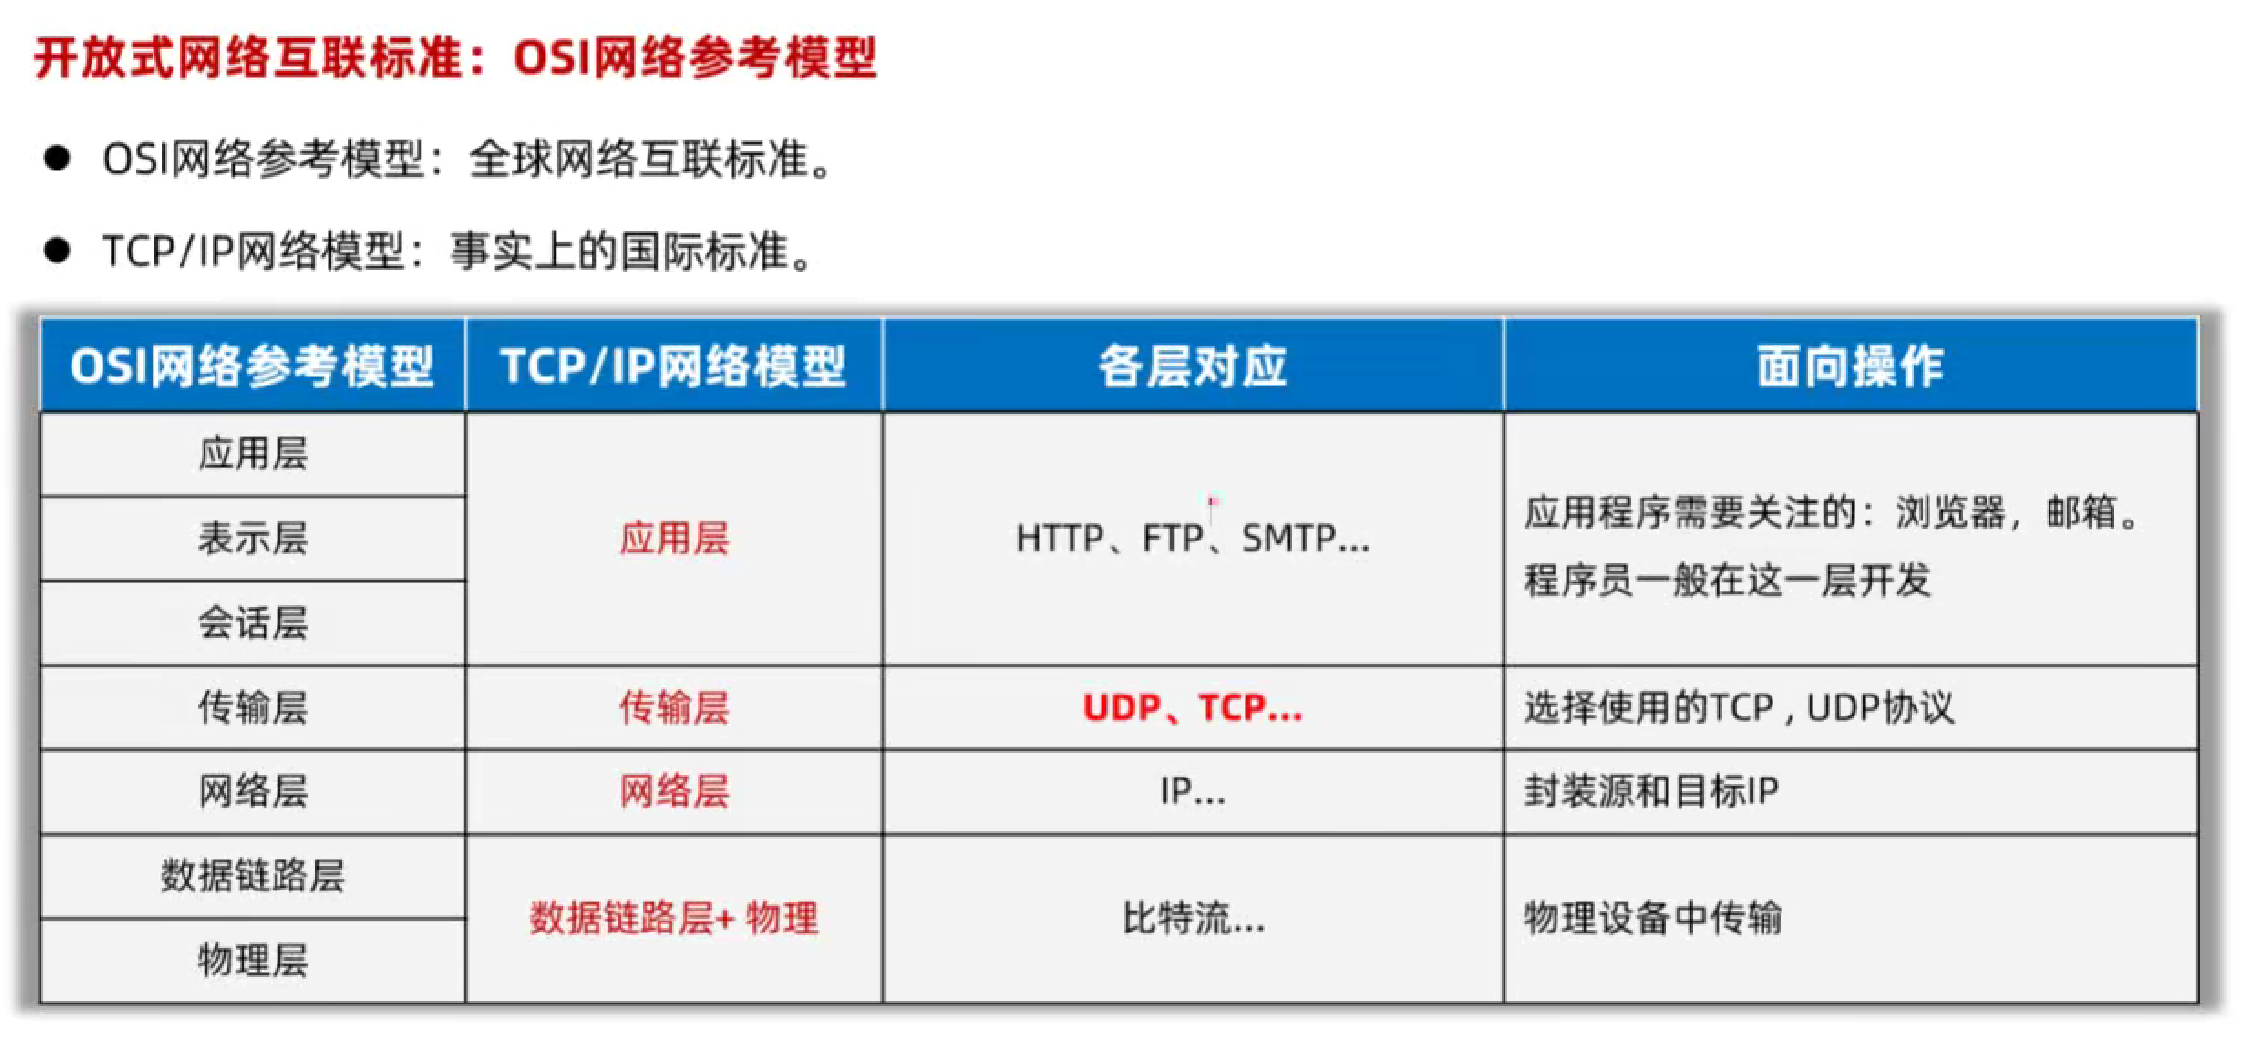 开放式网络互联标准：OSI网络参考模型
● OSI网络参考模型：全球网络互联标准。
● TCP/IP网络模型：事实上的国际标准。
OSI网络参考模型 TCP/IP网络模型 各层对应 面向操作
应用层
表示层
会话层
应用层
HTTP、FTP、SMTP...
应用程序需要关注的：浏览器，邮箱。
程序员一般在这一层开发
传输层 传输层 UDP、TCP... 选择使用的TCP , UDP协议
网络层 网络层 IP... 封装源和目标IP
数据链路层
物理层
数据链路层+ 物理
比特流...
物理设备中传输